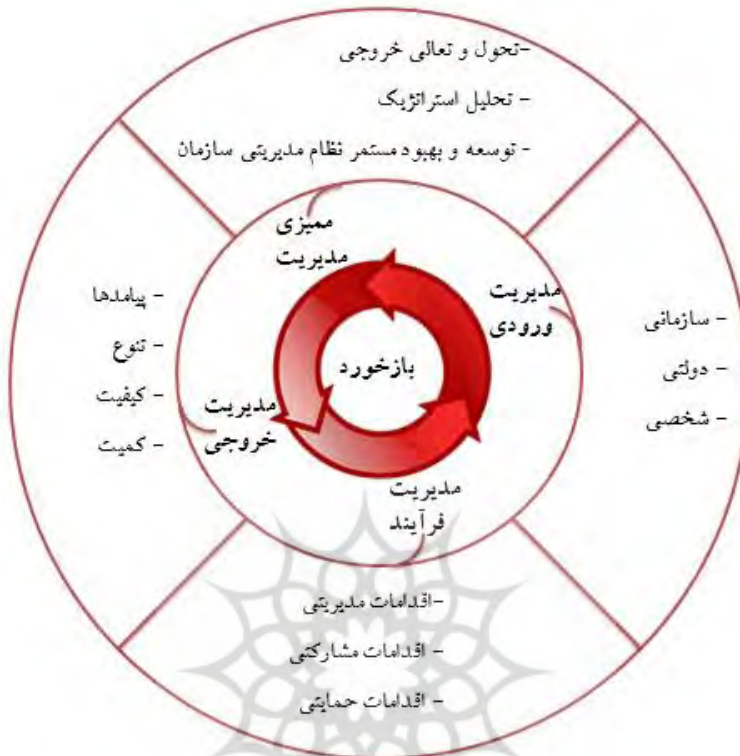 -تحول و تعالی خروجی
- تحلیل استراتژیک
- توسعه و بهبود مستمر نظام مدیریتی سازمان
ممیزی
مدیریت
مدیریت
ورودی
- سازمانی
- دولتی
- شخصی
بازخورد
- پیامدها
- تنوع
- کیفیت
- کمیت
مدیریت
خروجی
مدیریت
فرآیند
-اقدامات مدیریتی
- اقدامات مشارکتی
- اقدامات حمایتی